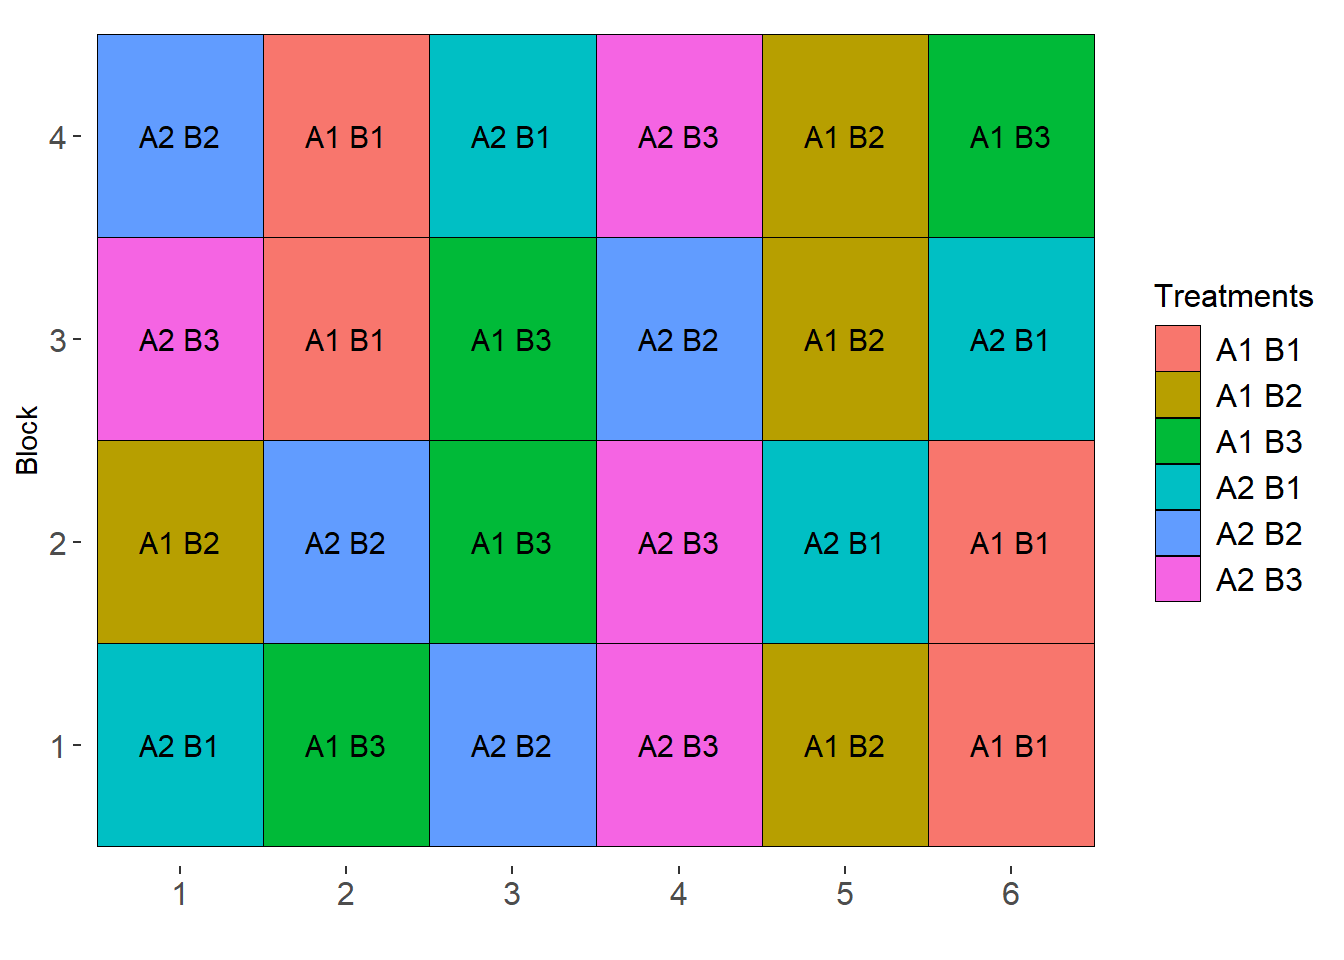 4
A2 B2 A1 B1 A2 B1 A2 B3 A1 B2 A1 B3
3
A2 B3 A1 B1 A1 B3 A2 B2 A1 B2 A2 B1
Block
2
A1 B2 A2 B2 A1 B3 A2 B3 A2 B1 A1 B1
1
A2 B1 A1 B3 A2 B2 A2 B3 A1 B2 A1 B1
1 2 3 4 5 6
Treatments
A1 B1
A1 B2
A1 B3
A2 B1
A2 B2
A2 B3